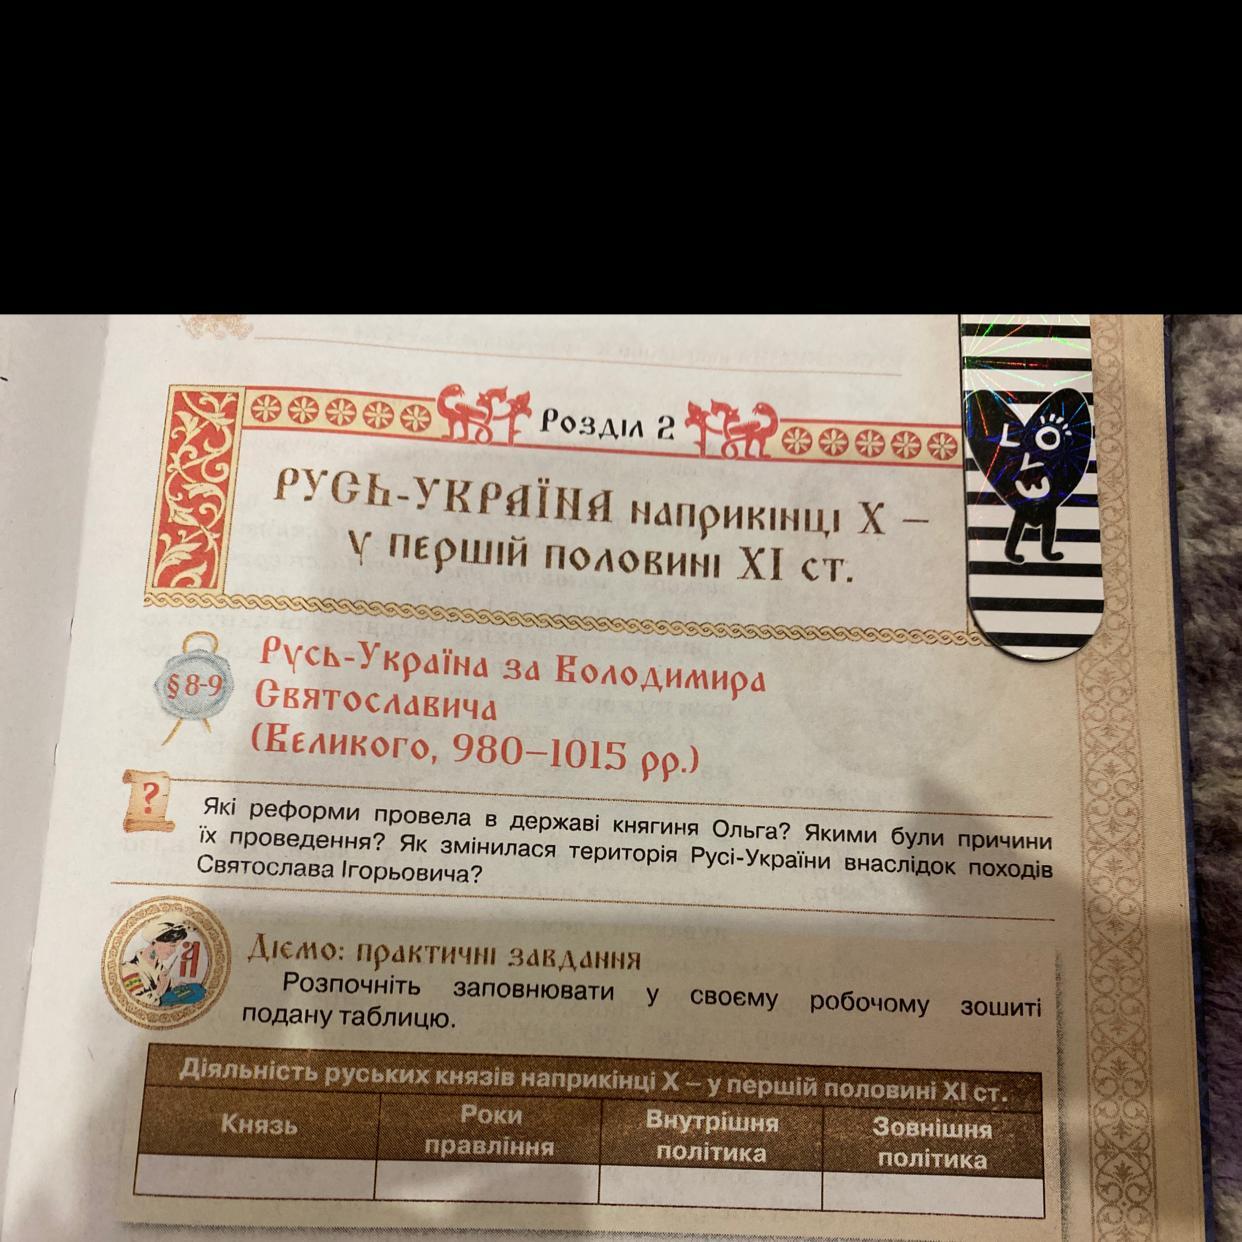 Розділ 2
РУСЬ-УКРАЇНА наприкінці X –
у першій половині XI ст.
§ 8-9
Русь-Україна за Володимира
Святославича
(Великого, 980–1015 рр.)
?
Які реформи провела в державі княгиня Ольга? Якими були причини
їх проведення? Як змінилася територія Русі-України внаслідок походів
Святослава Ігорьовича?
Діємо: практичні завдання
Розпочніть заповнювати у своєму робочому зошиті
подану таблицю.
Діяльність руських князів наприкінці X – у першій половині XI ст.
Князь
Роки
правління
Внутрішня
політика
Зовнішня
політика
LOVE